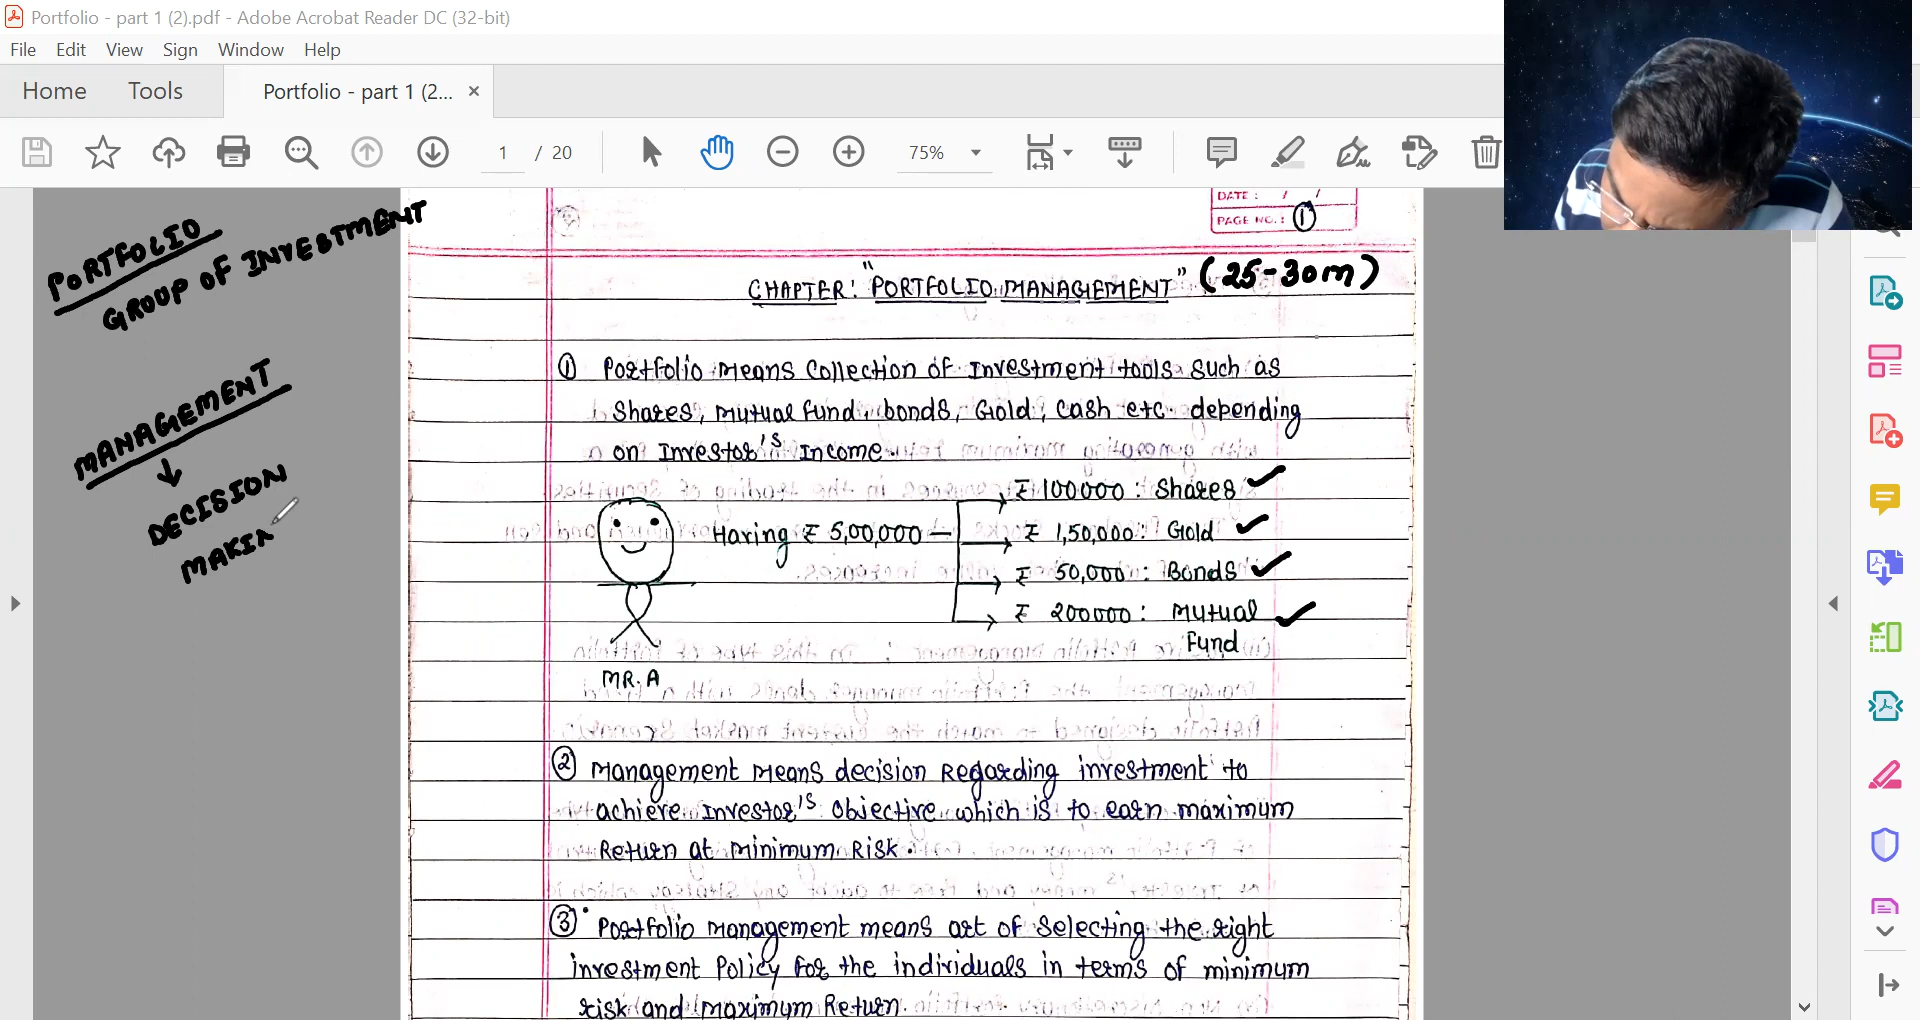 Portfolio - part 1 (2).pdf - Adobe Acrobat Reader DC (32-bit)
File Edit View Sign Window Help
Home Tools Portfolio - part 1 (2... ×
1 / 20 75%
PORTFOLIO
GROUP OF INVESTMENT
MANAGEMENT
DECISION
MAKIN
DATE : / /
PAGE NO.: 1
CHAPTER: "PORTFOLIO MANAGEMENT" (25-30m)
① Portfolio Means Collection of Investment tools such as
Shares, Mutual Fund, bonds, Gold, Cash etc. depending
on Investor's Income.
₹ 100000 : Shares
Having ₹ 5,00,000
₹ 1,50,000: Gold
₹ 50,000: Bonds
₹ 200000: Mutual
Fund
MR. A
② Management Means decision Regarding investment to
achieve Investor's objective which is to earn maximum
Return at Minimum Risk.
③ Portfolio Management means art of selecting the right
investment Policy for the individuals in terms of minimum
risk and Maximum Return.